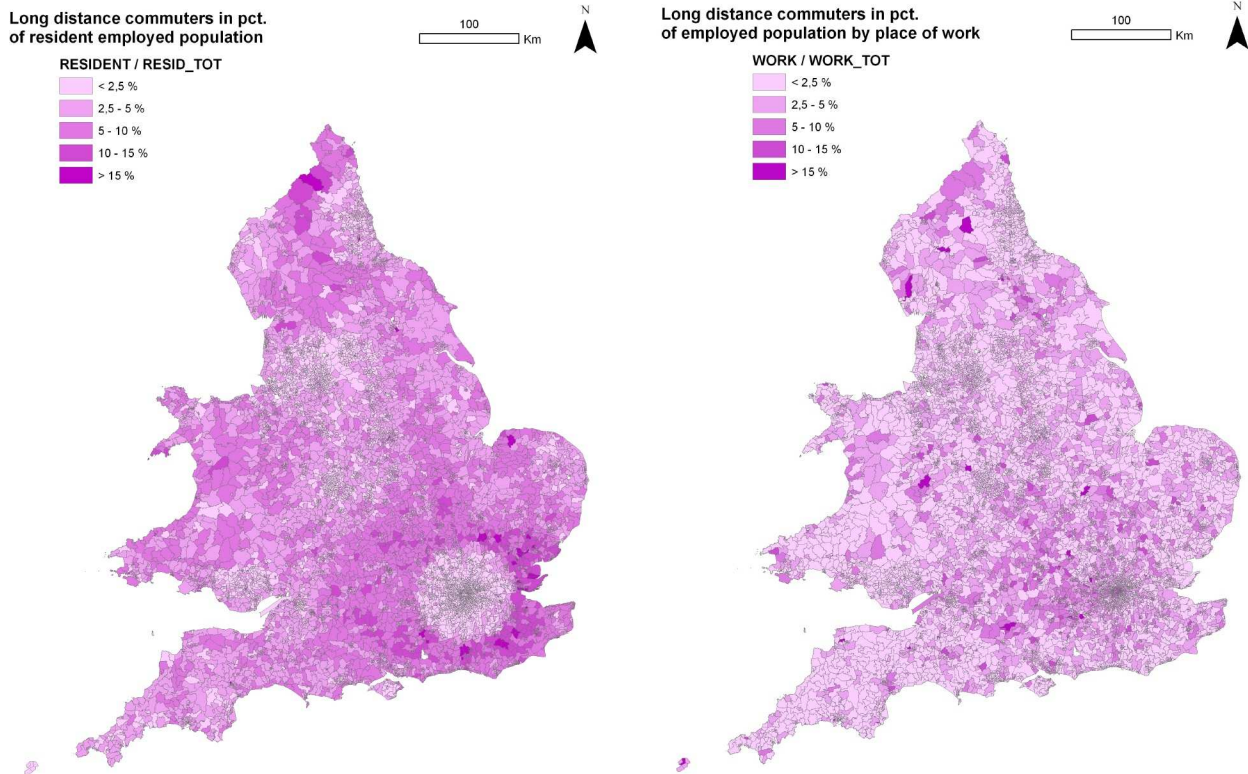 Long distance commuters in pct.
of resident employed population
100
Km
N
RESIDENT / RESID_TOT
< 2,5 %
2,5 - 5 %
5 - 10 %
10 - 15 %
> 15 %
Long distance commuters in pct.
of employed population by place of work
100
Km
N
WORK / WORK_TOT
< 2,5 %
2,5 - 5 %
5 - 10 %
10 - 15 %
> 15 %